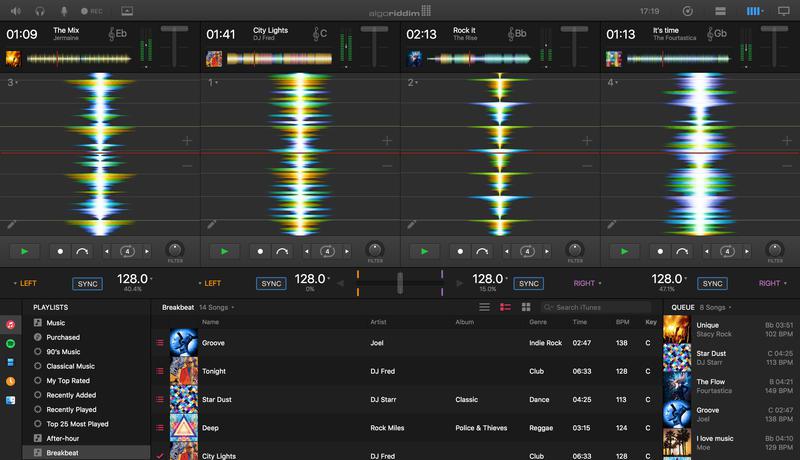 REC
algoriddim
17:19
01:09
The Mix
Jermaine
Eb
01:41
City Lights
DJ Fred
C
02:13
Rock it
The Rise
Bb
01:13
It's time
The Fourtastica
Gb
3
1
2
4
4 FILTER
4 FILTER
4 FILTER
4 FILTER
LEFT SYNC 128.0 40.4%
LEFT SYNC 128.0 0%
128.0 15.0% SYNC RIGHT
128.0 47.1% SYNC RIGHT
PLAYLISTS
Music
Purchased
90's Music
Classical Music
My Top Rated
Recently Added
Recently Played
Top 25 Most Played
After-hour
Breakbeat
Breakbeat 14 Songs
Search iTunes
Name Artist Album Genre Time BPM Key
Groove Joel Indie Rock 02:47 138 C
Tonight DJ Fred Club 06:33 128 C
Star Dust DJ Starr Classic Dance 04:25 113 C
Deep Rock Miles Police & Thieves Reggae 03:15 124 C
City Lights DJ Fred Club 06:33 128 C
QUEUE 8 Songs
Unique Bb 03:51
Stacy Rock 102 BPM
Star Dust C 04:25
DJ Starr 113 BPM
The Flow B 04:21
Fourtastica 149 BPM
Groove C 02:47
Joel 138 BPM
I love music Bb 04:10
Moe 129 BPM